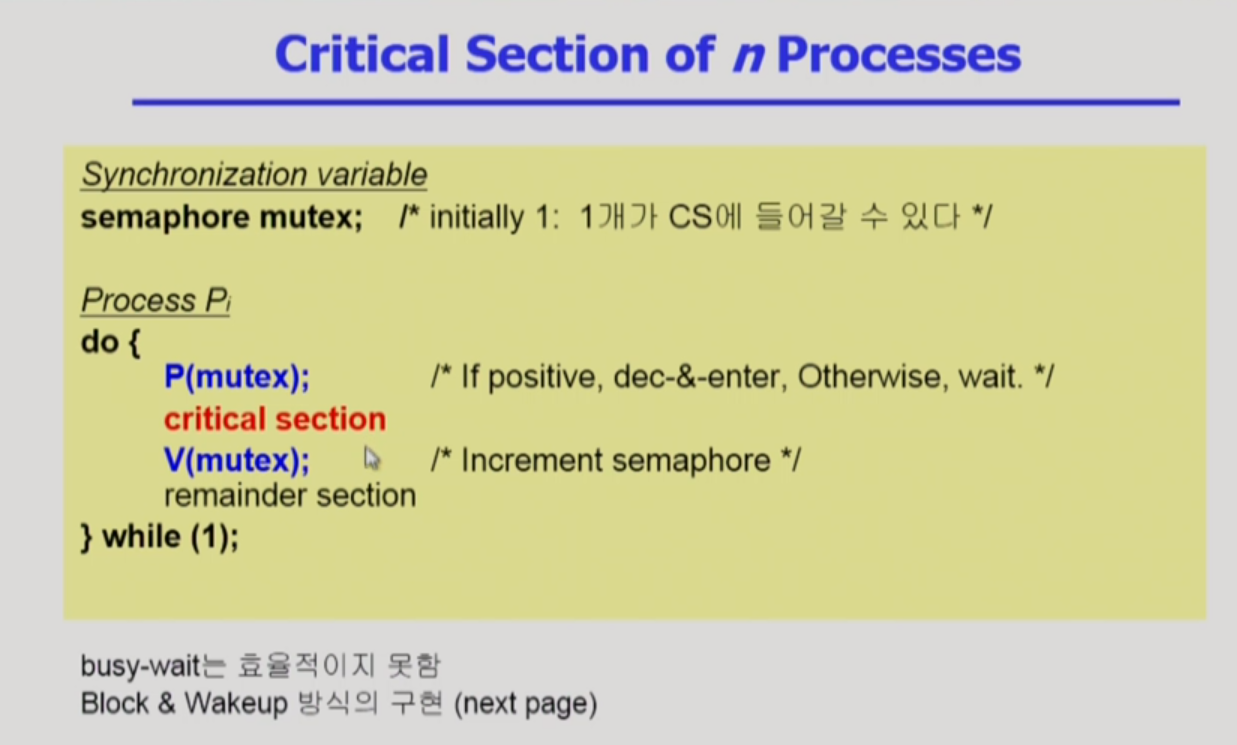 Critical Section of n Processes
Synchronization variable
semaphore mutex; /* initially 1: 1개가 CS에 들어갈 수 있다 */
Process Pi
do {
P(mutex); /* If positive, dec-&-enter, Otherwise, wait. */
critical section
V(mutex); /* Increment semaphore */
remainder section
} while (1);
busy-wait는 효율적이지 못함
Block & Wakeup 방식의 구현 (next page)